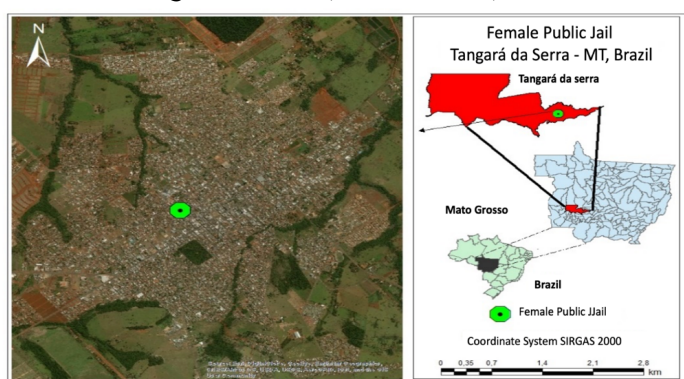 N
Female Public Jail
Tangará da Serra - MT, Brazil
Tangará da serra
Mato Grosso
Brazil
Female Public JJail
Coordinate System SIRGAS 2000
0 0.35 0.7 1.4 2.1 2.8
km